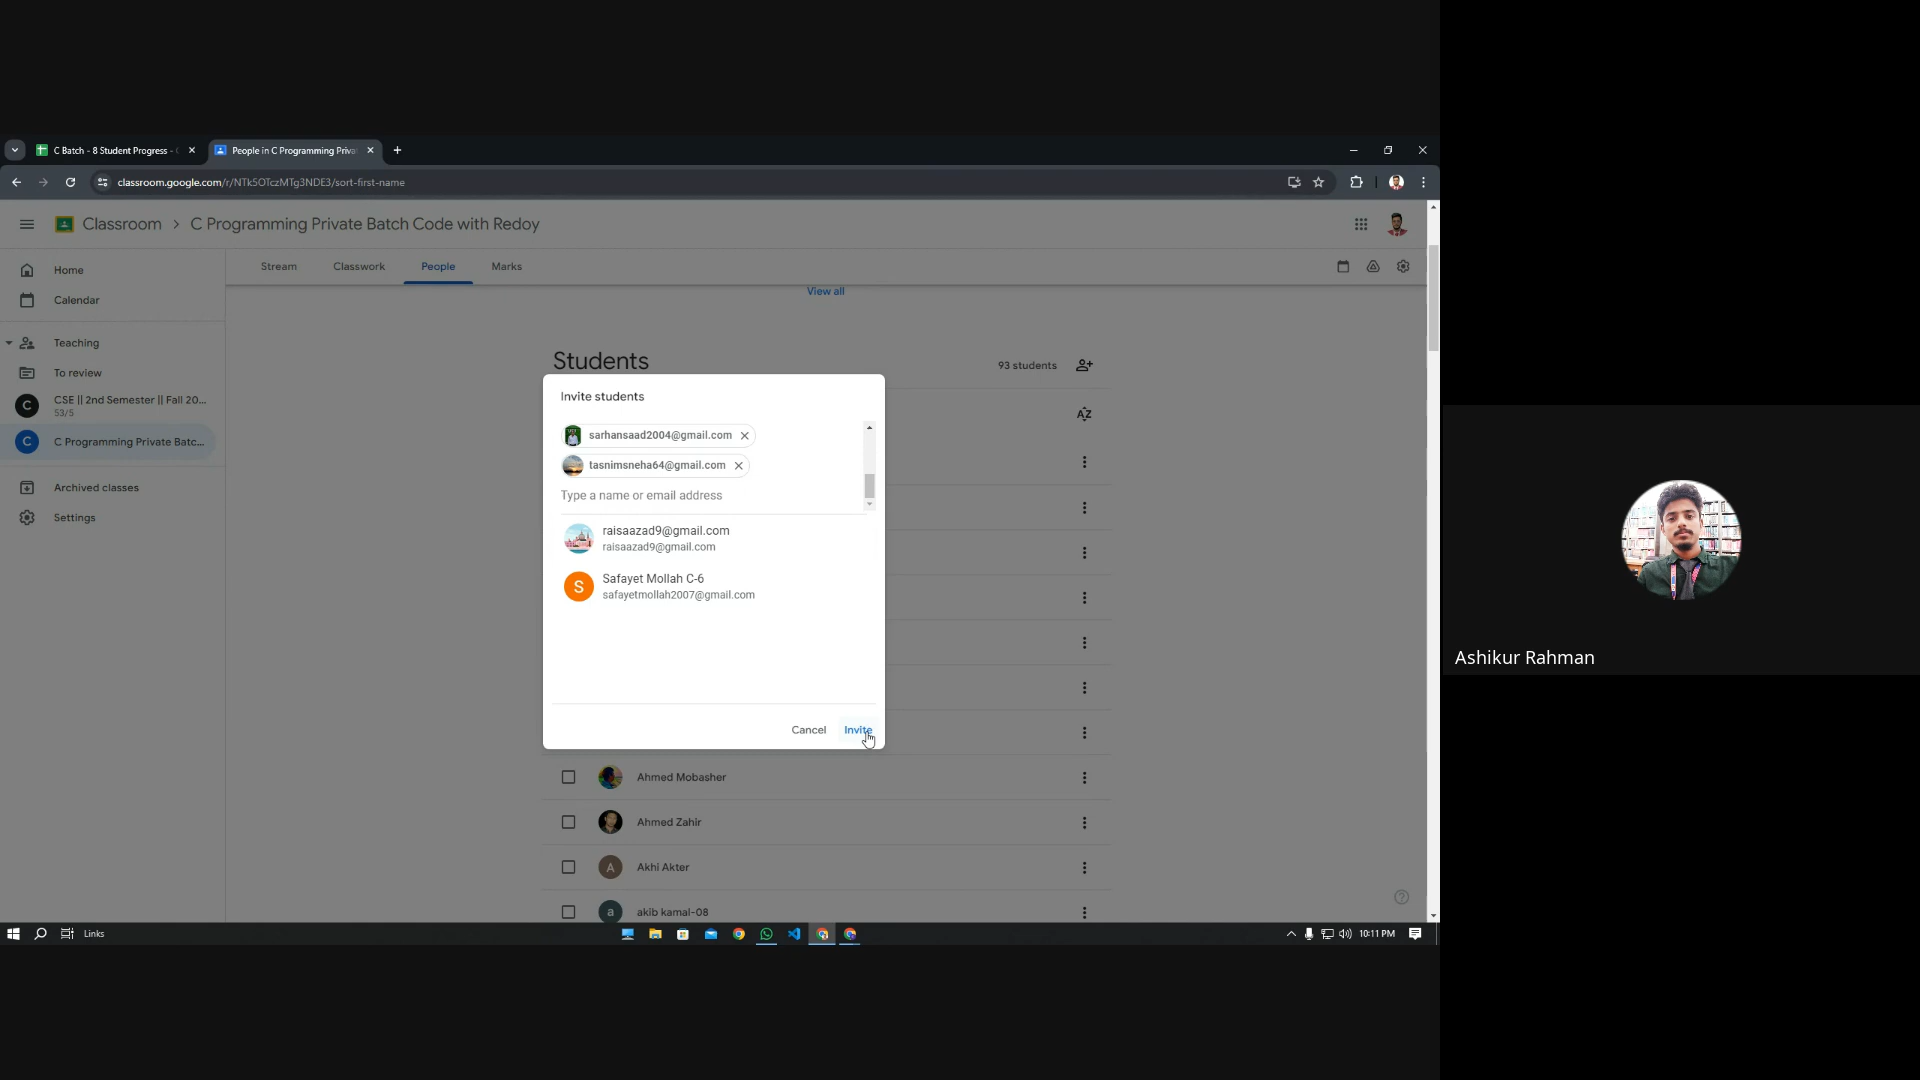 C Batch - 8 Student Progress -
People in C Programming Priva
classroom.google.com/r/NTk5OTczMTg3NDE3/sort-first-name
Classroom > C Programming Private Batch Code with Redoy
Home
Calendar
Teaching
To review
C
CSE || 2nd Semester || Fall 20...
53/5
C
C Programming Private Batc...
Archived classes
Settings
Stream
Classwork
People
Marks
View all
Students
93 students
AZ
Invite students
sarhansaad2004@gmail.com
tasnimsneha64@gmail.com
Type a name or email address
raisaazad9@gmail.com
raisaazad9@gmail.com
S
Safayet Mollah C-6
safayetmollah2007@gmail.com
Cancel
Invite
Ahmed Mobasher
Ahmed Zahir
A
Akhi Akter
a
akib kamal-08
Links
10:11 PM
Ashikur Rahman